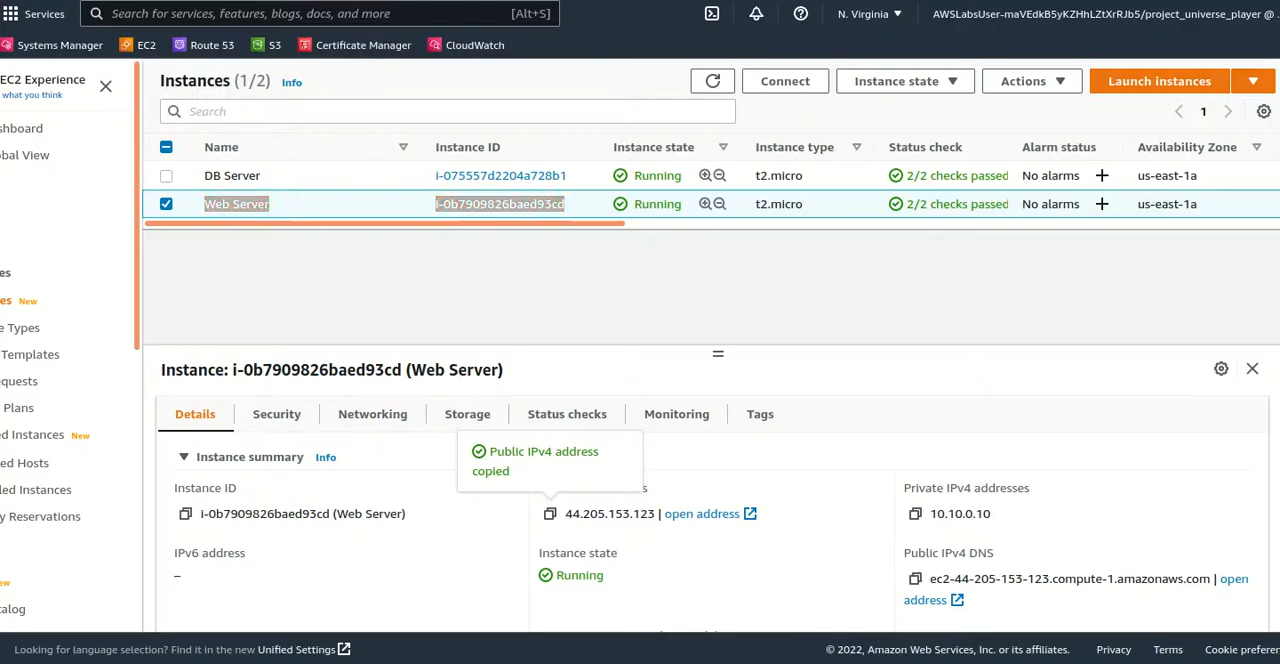 Services
Search for services, features, blogs, docs, and more
[Alt+S]
N. Virginia
AWSLabsUser-maVEdkB5yKZHhLZtXrRJb5/project_universe_player @
Systems Manager EC2 Route 53 S3 Certificate Manager CloudWatch
EC2 Experience
what you think
shboard
obal View
es
es New
e Types
Templates
equests
Plans
ed Instances New
ed Hosts
led Instances
y Reservations
ew
atalog
Instances (1/2) Info
Connect Instance state Actions Launch instances
Search
1
Name Instance ID Instance state Instance type Status check Alarm status Availability Zone
DB Server i-075557d2204a728b1 Running t2.micro 2/2 checks passed No alarms + us-east-1a
Web Server i-0b7909826baed93cd Running t2.micro 2/2 checks passed No alarms + us-east-1a
Instance: i-0b7909826baed93cd (Web Server)
Details Security Networking Storage Status checks Monitoring Tags
Public IPv4 address
copied
Instance summary Info
Instance ID
i-0b7909826baed93cd (Web Server)
IPv6 address
–
s
44.205.153.123 | open address
Instance state
Running
Private IPv4 addresses
10.10.0.10
Public IPv4 DNS
ec2-44-205-153-123.compute-1.amazonaws.com | open
address
Looking for language selection? Find it in the new Unified Settings
© 2022, Amazon Web Services, Inc. or its affiliates. Privacy Terms Cookie preferen